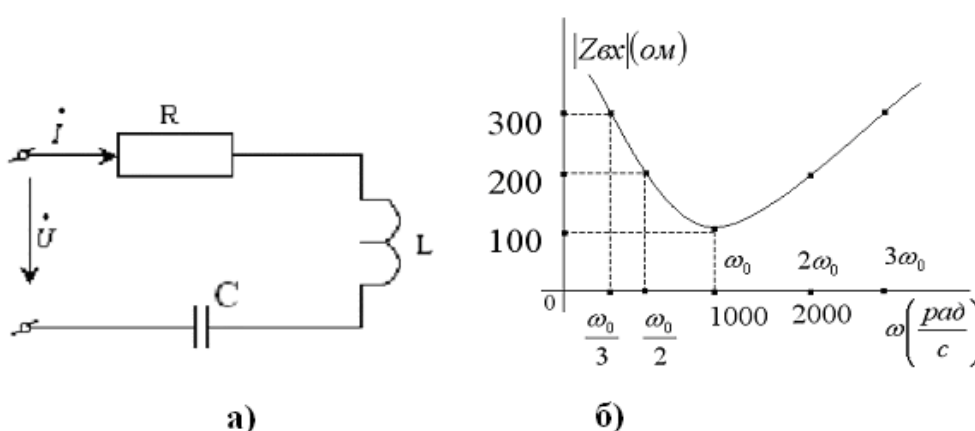 İ
R
U̇
L
C
а)
|Zвх|(ом)
300
200
100
0
ω₀
2ω₀
3ω₀
ω₀/3
ω₀/2
1000
2000
ω(рад/с)
б)